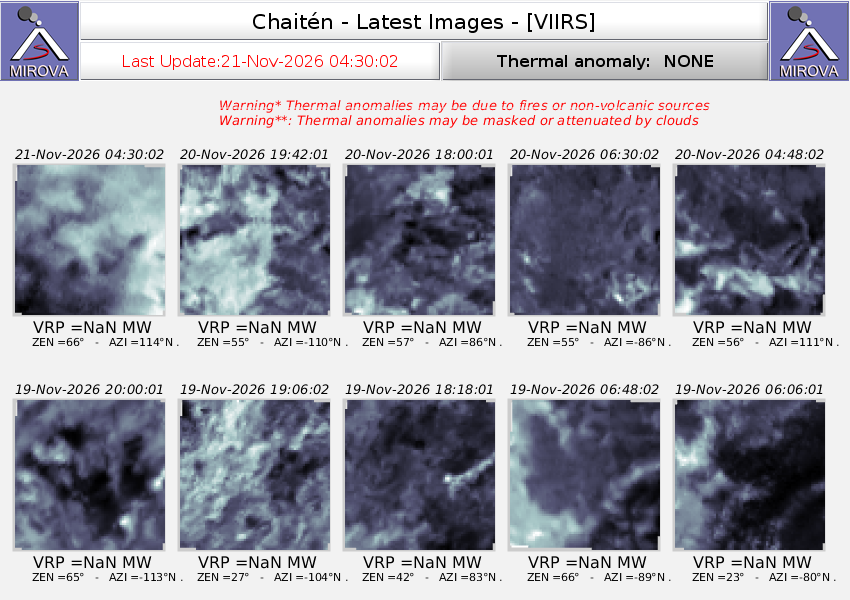 Chaitén - Latest Images - [VIIRS]
MIROVA
Last Update:21-Nov-2026 04:30:02
Thermal anomaly: NONE
MIROVA
Warning* Thermal anomalies may be due to fires or non-volcanic sources
Warning**: Thermal anomalies may be masked or attenuated by clouds
21-Nov-2026 04:30:02 20-Nov-2026 19:42:01 20-Nov-2026 18:00:01 20-Nov-2026 06:30:02 20-Nov-2026 04:48:02
VRP =NaN MW VRP =NaN MW VRP =NaN MW VRP =NaN MW VRP =NaN MW
ZEN =66° - AZI =114°N . ZEN =55° - AZI =-110°N . ZEN =57° - AZI =86°N . ZEN =55° - AZI =-86°N . ZEN =56° - AZI =111°N .
19-Nov-2026 20:00:01 19-Nov-2026 19:06:02 19-Nov-2026 18:18:01 19-Nov-2026 06:48:02 19-Nov-2026 06:06:01
VRP =NaN MW VRP =NaN MW VRP =NaN MW VRP =NaN MW VRP =NaN MW
ZEN =65° - AZI =-113°N . ZEN =27° - AZI =-104°N . ZEN =42° - AZI =83°N . ZEN =66° - AZI =-89°N . ZEN =23° - AZI =-80°N .